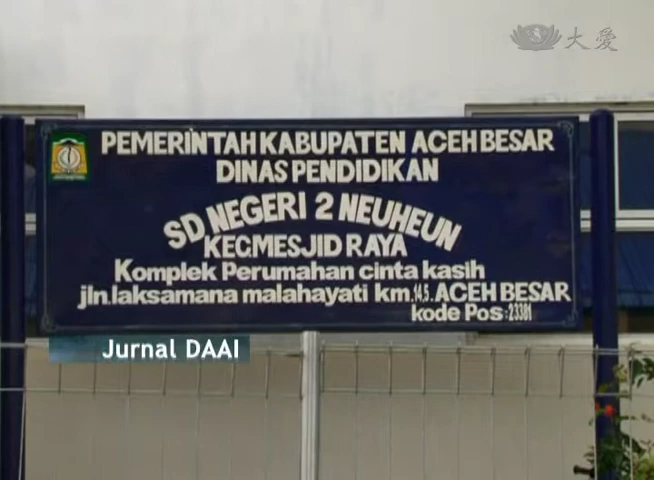 大愛
PEMERINTAH KABUPATEN ACEH BESAR
DINAS PENDIDIKAN
SD NEGERI 2 NEUHEUN
KEC.MESJID RAYA
Komplek Perumahan cinta kasih
jln.laksamana malahayati km.14,5. ACEH BESAR
kode Pos:23381
Jurnal DAAI